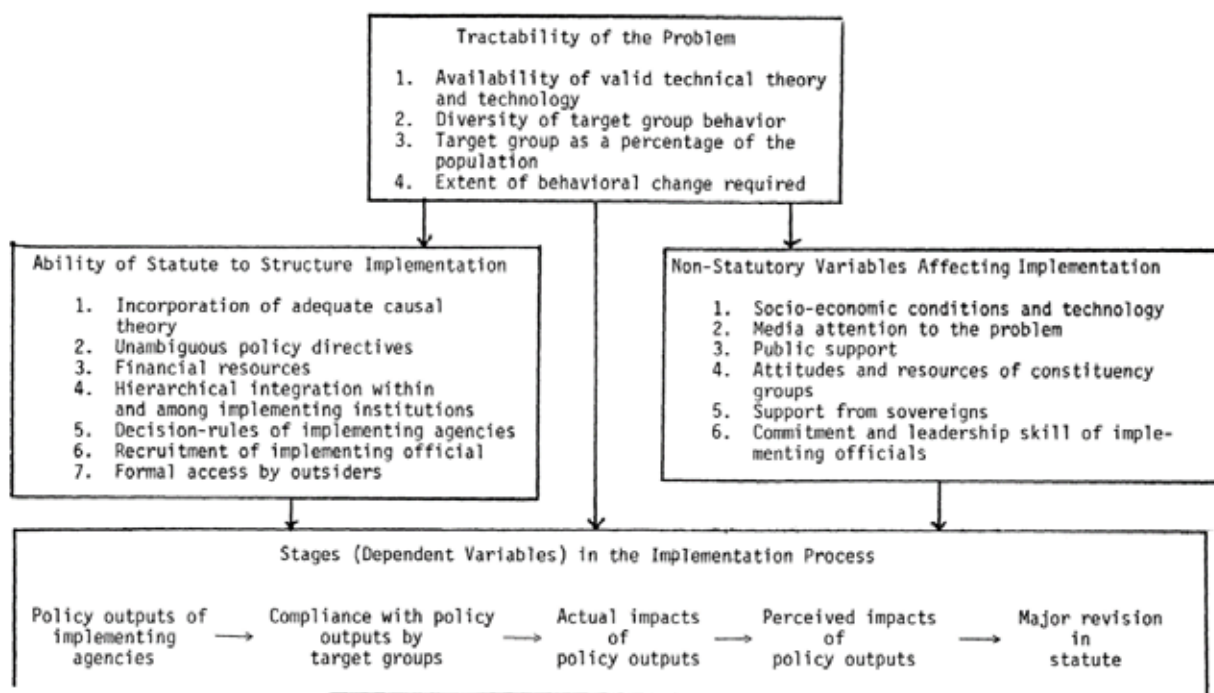 Tractability of the Problem
1. Availability of valid technical theory
and technology
2. Diversity of target group behavior
3. Target group as a percentage of the
population
4. Extent of behavioral change required
Ability of Statute to Structure Implementation
1. Incorporation of adequate causal
theory
2. Unambiguous policy directives
3. Financial resources
4. Hierarchical integration within
and among implementing institutions
5. Decision-rules of implementing agencies
6. Recruitment of implementing official
7. Formal access by outsiders
Non-Statutory Variables Affecting Implementation
1. Socio-economic conditions and technology
2. Media attention to the problem
3. Public support
4. Attitudes and resources of constituency
groups
5. Support from sovereigns
6. Commitment and leadership skill of imple-
menting officials
Stages (Dependent Variables) in the Implementation Process
Policy outputs of
implementing
agencies
Compliance with policy
outputs by
target groups
Actual impacts
of
policy outputs
Perceived impacts
of
policy outputs
Major revision
in
statute